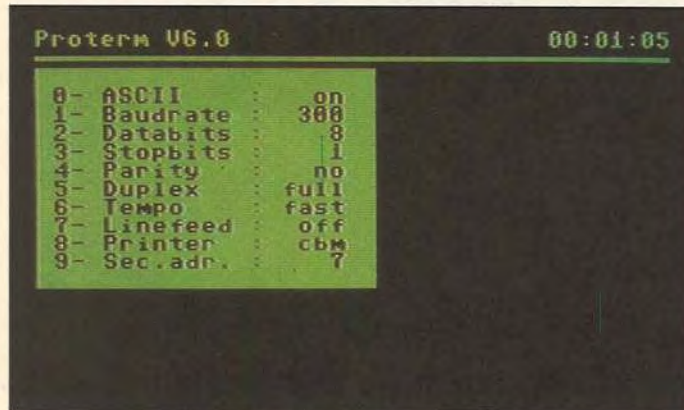 Proterm V6.0 00:01:05
0- ASCII : on
1- Baudrate : 300
2- Databits : 8
3- Stopbits : 1
4- Parity : no
5- Duplex : full
6- Tempo : fast
7- Linefeed : off
8- Printer : cbm
9- Sec.adr. : 7